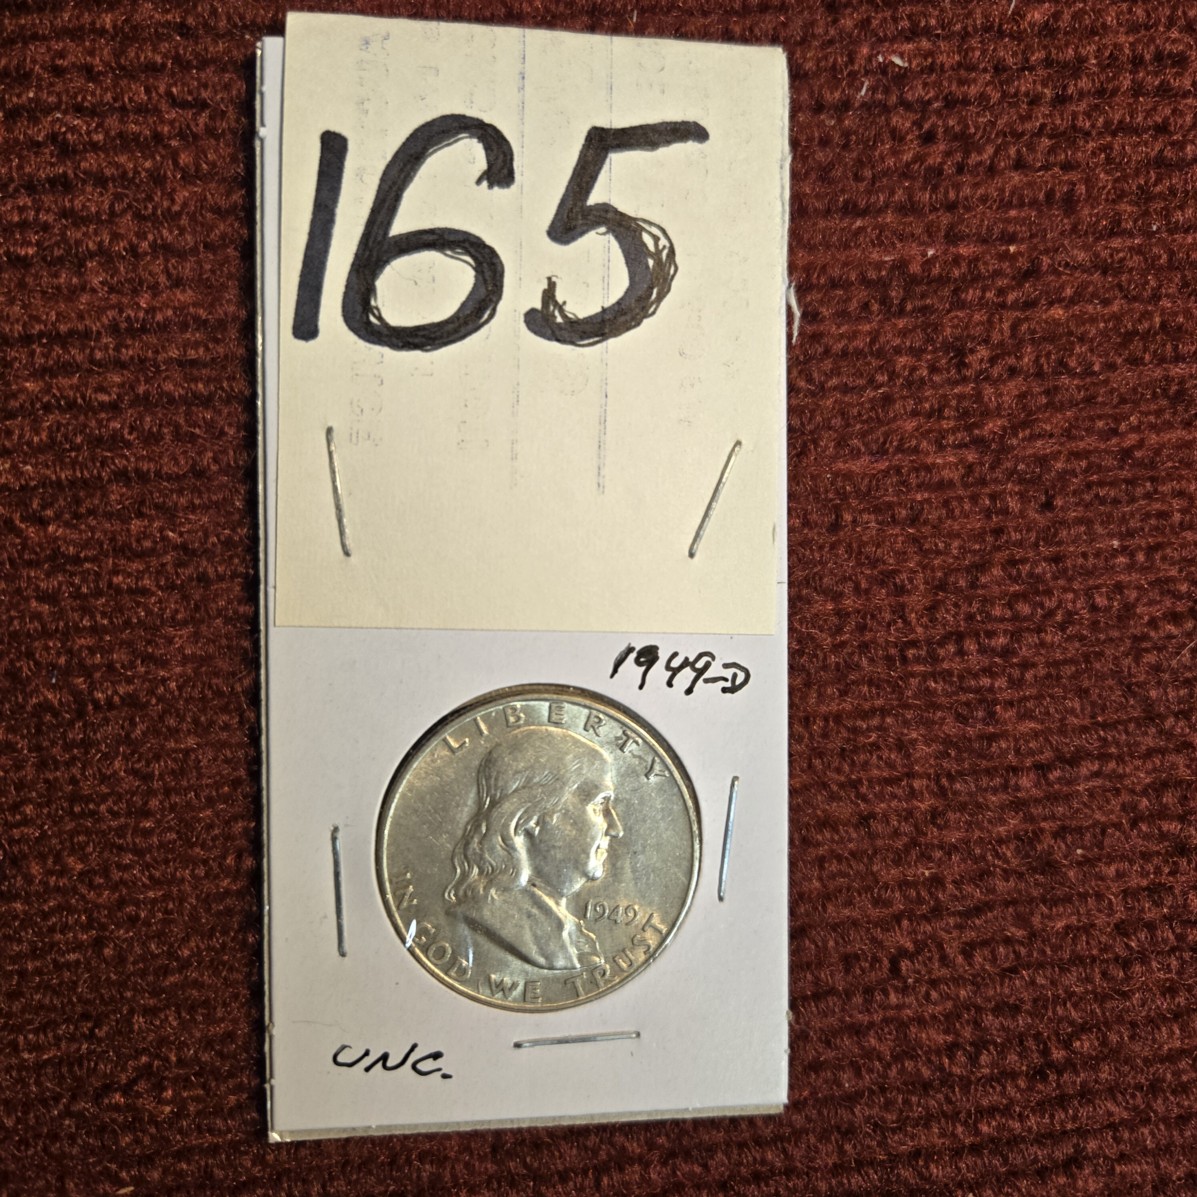 165
1949-D
LIBERTY
1949
IN GOD WE TRUST
UNC.